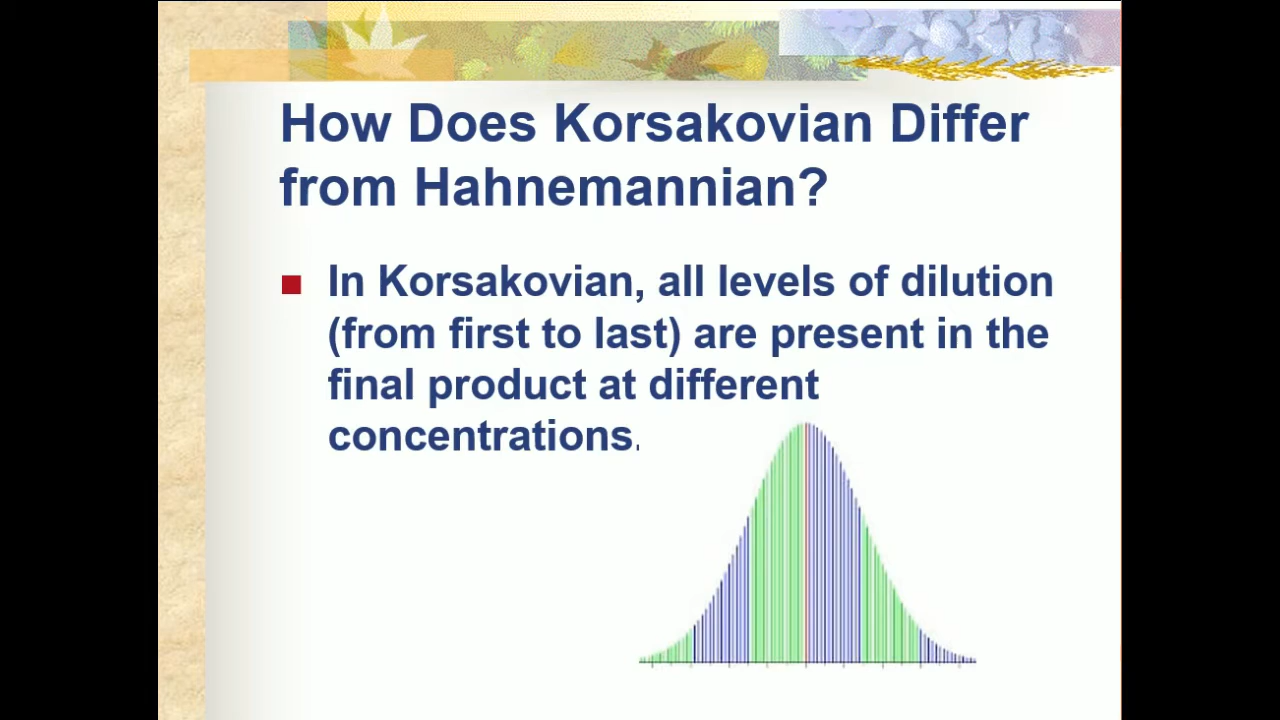 How Does Korsakovian Differ
from Hahnemannian?
In Korsakovian, all levels of dilution
(from first to last) are present in the
final product at different
concentrations.